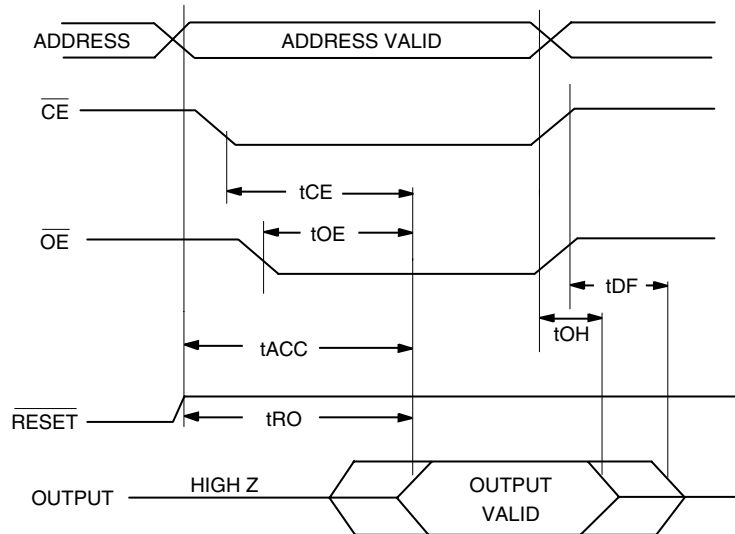 ADDRESS
ADDRESS VALID
CE
tCE
OE
tOE
tDF
tOH
tACC
RESET
tRO
OUTPUT
HIGH Z
OUTPUT
VALID